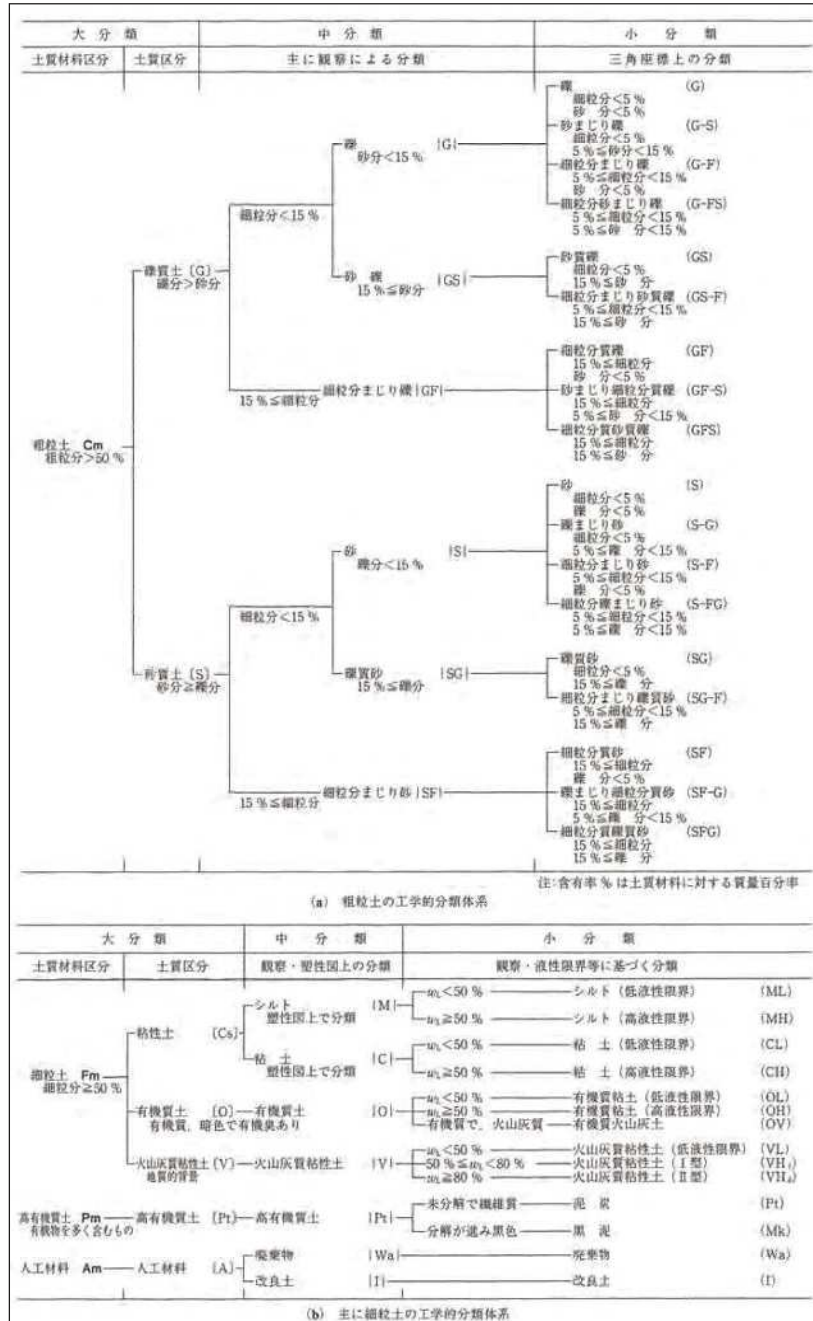 大分類 中分類 小分類
土質材料区分 土質区分 主に観察による分類 三角座標上の分類
礫 (G)
細粒分<5%
砂 分<5%
砂まじり礫 (G-S)
細粒分<5%
5%≦砂分<15%
礫 {G}
砂分<15%
細粒分まじり礫 (G-F)
5%≦細粒分<15%
砂 分<5%
細粒分砂まじり礫 (G-FS)
5%≦細粒分<15%
5%≦砂 分<15%
細粒分<15%
砂質礫 (GS)
細粒分<5%
15%≦砂 分
礫質土 [G]
礫分>砂分
砂 礫 {GS}
15%≦砂分
細粒分まじり砂質礫 (GS-F)
5%≦細粒分<15%
15%≦砂 分
細粒分質礫 (GF)
15%≦細粒分
砂 分<5%
15%≦細粒分 細粒分まじり礫 {GF}
砂まじり細粒分質礫 (GF-S)
15%≦細粒分
5%≦砂 分<15%
細粒分質砂質礫 (GFS)
15%≦細粒分
15%≦砂 分
粗粒土 Cm
粗粒分>50%
砂 (S)
細粒分<5%
礫 分<5%
礫まじり砂 (S-G)
細粒分<5%
5%≦礫 分<15%
砂 {S}
礫分<15%
細粒分まじり砂 (S-F)
5%≦細粒分<15%
礫 分<5%
細粒分礫まじり砂 (S-FG)
5%≦細粒分<15%
5%≦礫 分<15%
細粒分<15%
礫質砂 (SG)
細粒分<5%
15%≦礫 分
砂質土 [S]
砂分≧礫分
礫質砂 {SG}
15%≦礫分
細粒分まじり礫質砂 (SG-F)
5%≦細粒分<15%
15%≦礫 分
細粒分質砂 (SF)
15%≦細粒分
礫 分<5%
15%≦細粒分 細粒分まじり砂 {SF}
礫まじり細粒分質砂 (SF-G)
15%≦細粒分
5%≦礫 分<15%
細粒分質礫質砂 (SFG)
15%≦細粒分
15%≦礫 分
注:含有率%は土質材料に対する質量百分率
(a) 粗粒土の工学的分類体系
大分類 中分類 小分類
土質材料区分 土質区分 観察・塑性図上の分類 観察・液性限界等に基づく分類
シルト {M} wL<50% シルト(低液性限界) (ML)
塑性図上で分類
wL≧50% シルト(高液性限界) (MH)
粘性土 [Cs]
wL<50% 粘 土(低液性限界) (CL)
粘 土 {C}
塑性図上で分類
wL≧50% 粘 土(高液性限界) (CH)
細粒土 Fm
細粒分≧50%
wL<50% 有機質粘土(低液性限界) (OL)
有機質土 [O] 有機質土 {O} wL≧50% 有機質粘土(高液性限界) (OH)
有機質，暗色で有機臭あり
有機質で，火山灰質 有機質火山灰土 (OV)
wL<50% 火山灰質粘性土(低液性限界) (VL)
火山灰質粘性土 [V] 火山灰質粘性土 {V} 50%≦wL<80% 火山灰質粘性土(Ⅰ型) (VH1)
地質的背景
wL≧80% 火山灰質粘性土(Ⅱ型) (VH2)
未分解で繊維質 泥 炭 (Pt)
高有機質土 Pm 高有機質土 [Pt] 高有機質土 {Pt}
有機物を多く含むもの
分解が進み黒色 黒 泥 (Mk)
廃棄物 {Wa} 廃棄物 (Wa)
人工材料 Am 人工材料 [A]
改良土 {I} 改良土 (I)
(b) 主に細粒土の工学的分類体系